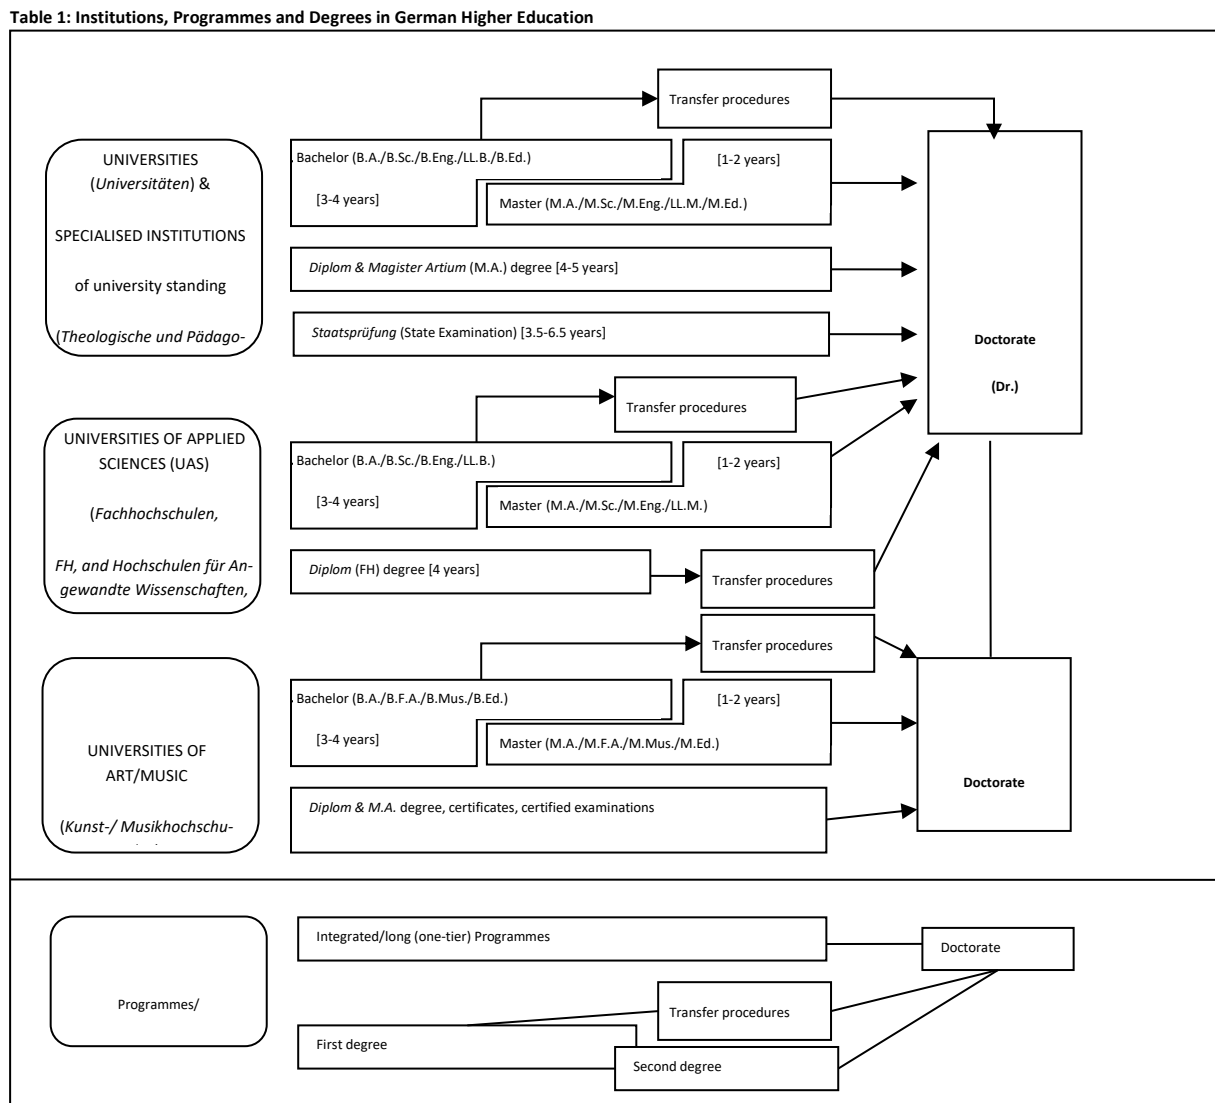 Table 1: Institutions, Programmes and Degrees in German Higher Education
Transfer procedures
UNIVERSITIES
(Universitäten) &
SPECIALISED INSTITUTIONS
of university standing
(Theologische und Pädago-
Bachelor (B.A./B.Sc./B.Eng./LL.B./B.Ed.)
[3-4 years]
[1-2 years]
Master (M.A./M.Sc./M.Eng./LL.M./M.Ed.)
Diplom & Magister Artium (M.A.) degree [4-5 years]
Staatsprüfung (State Examination) [3.5-6.5 years]
Doctorate
(Dr.)
Transfer procedures
UNIVERSITIES OF APPLIED
SCIENCES (UAS)
(Fachhochschulen,
FH, and Hochschulen für An-
gewandte Wissenschaften,
Bachelor (B.A./B.Sc./B.Eng./LL.B.)
[3-4 years]
[1-2 years]
Master (M.A./M.Sc./M.Eng./LL.M.)
Diplom (FH) degree [4 years]
Transfer procedures
Transfer procedures
UNIVERSITIES OF
ART/MUSIC
(Kunst-/ Musikhochschu-
Bachelor (B.A./B.F.A./B.Mus./B.Ed.)
[3-4 years]
[1-2 years]
Master (M.A./M.F.A./M.Mus./M.Ed.)
Diplom & M.A. degree, certificates, certified examinations
Doctorate
Programmes/
Integrated/long (one-tier) Programmes
Doctorate
Transfer procedures
First degree
Second degree